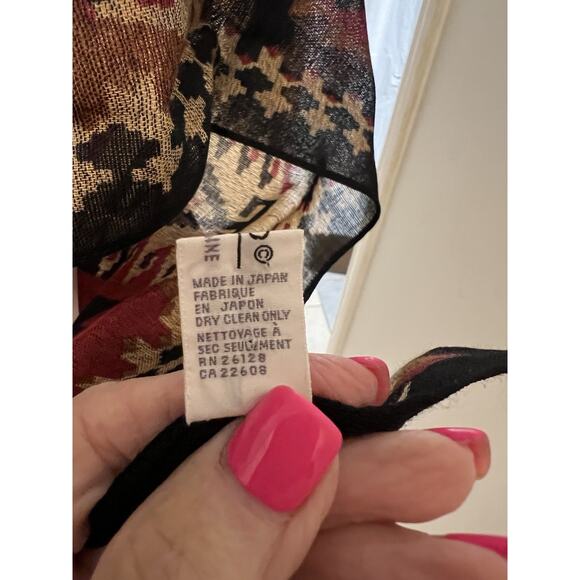 ©
MADE IN JAPAN
FABRIQUE
EN JAPON
DRY CLEAN ONLY
NETTOYAGE À
SEC SEULEMENT
RN 26128
CA 22608